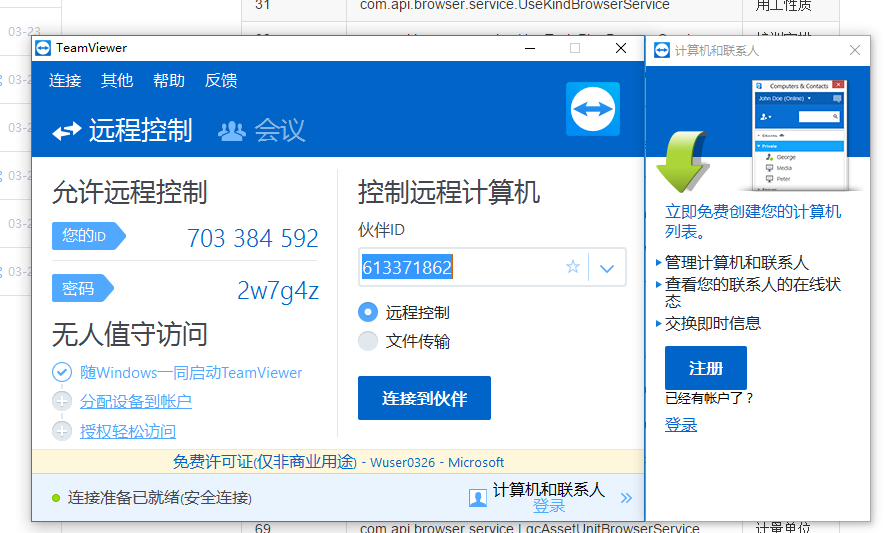 31
com.api.browser.service.UseKindBrowserService
用工性质
03-23
TeamViewer
连接
其他
帮助
反馈
远程控制
会议
允许远程控制
您的ID
703 384 592
密码
2w7g4z
无人值守访问
随Windows一同启动TeamViewer
分配设备到帐户
授权轻松访问
控制远程计算机
伙伴ID
613371862
远程控制
文件传输
连接到伙伴
免费许可证(仅非商业用途) - Wuser0326 - Microsoft
连接准备已就绪(安全连接)
计算机和联系人
登录
计算机和联系人
Computers & Contacts
John Doe (Online)
Private
George
Media
Peter
立即免费创建您的计算机
列表。
管理计算机和联系人
查看您的联系人的在线状
态
交换即时信息
注册
已经有帐户了？
登录
69
com.api.browser.service.LgcAssetUnitBrowserService
计量单位